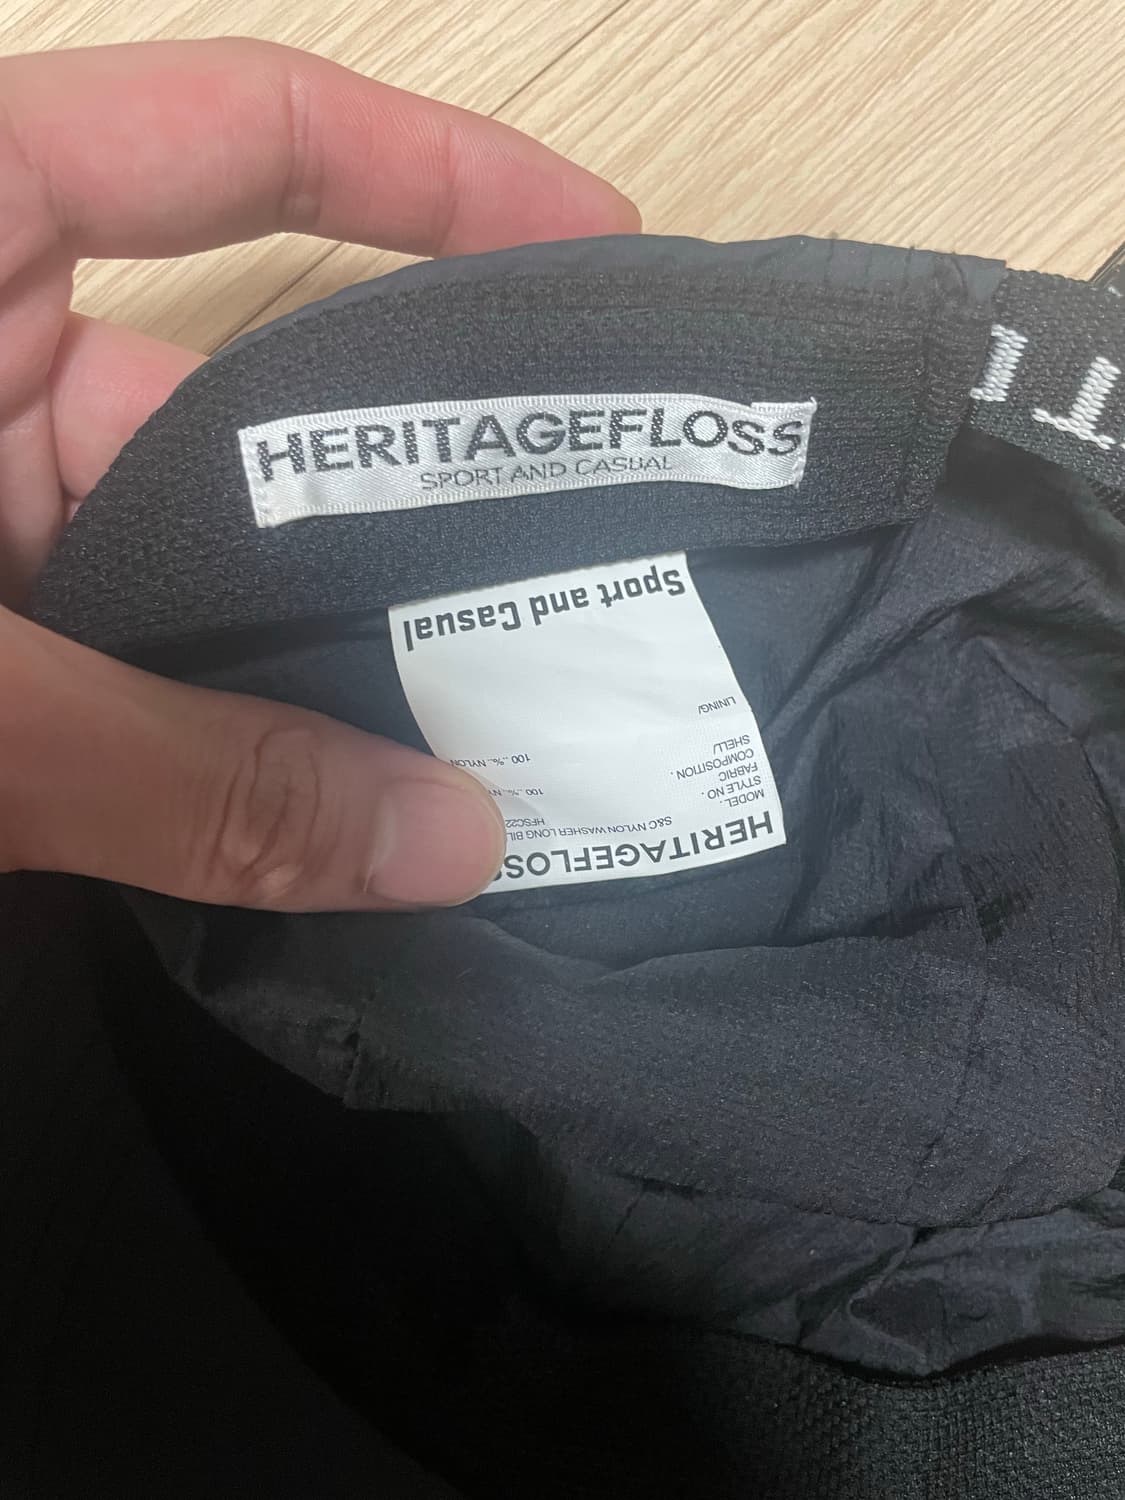 HERITAGEFLOSS
SPORT AND CASUAL
HERITAGEFLOSS
MODEL. S&C NYLON WASHER LONG
STYLE NO.
FABRIC
COMPOSITION.
SHELL/ 100 ..%.. NYLON
LINING/
Sport and Casual